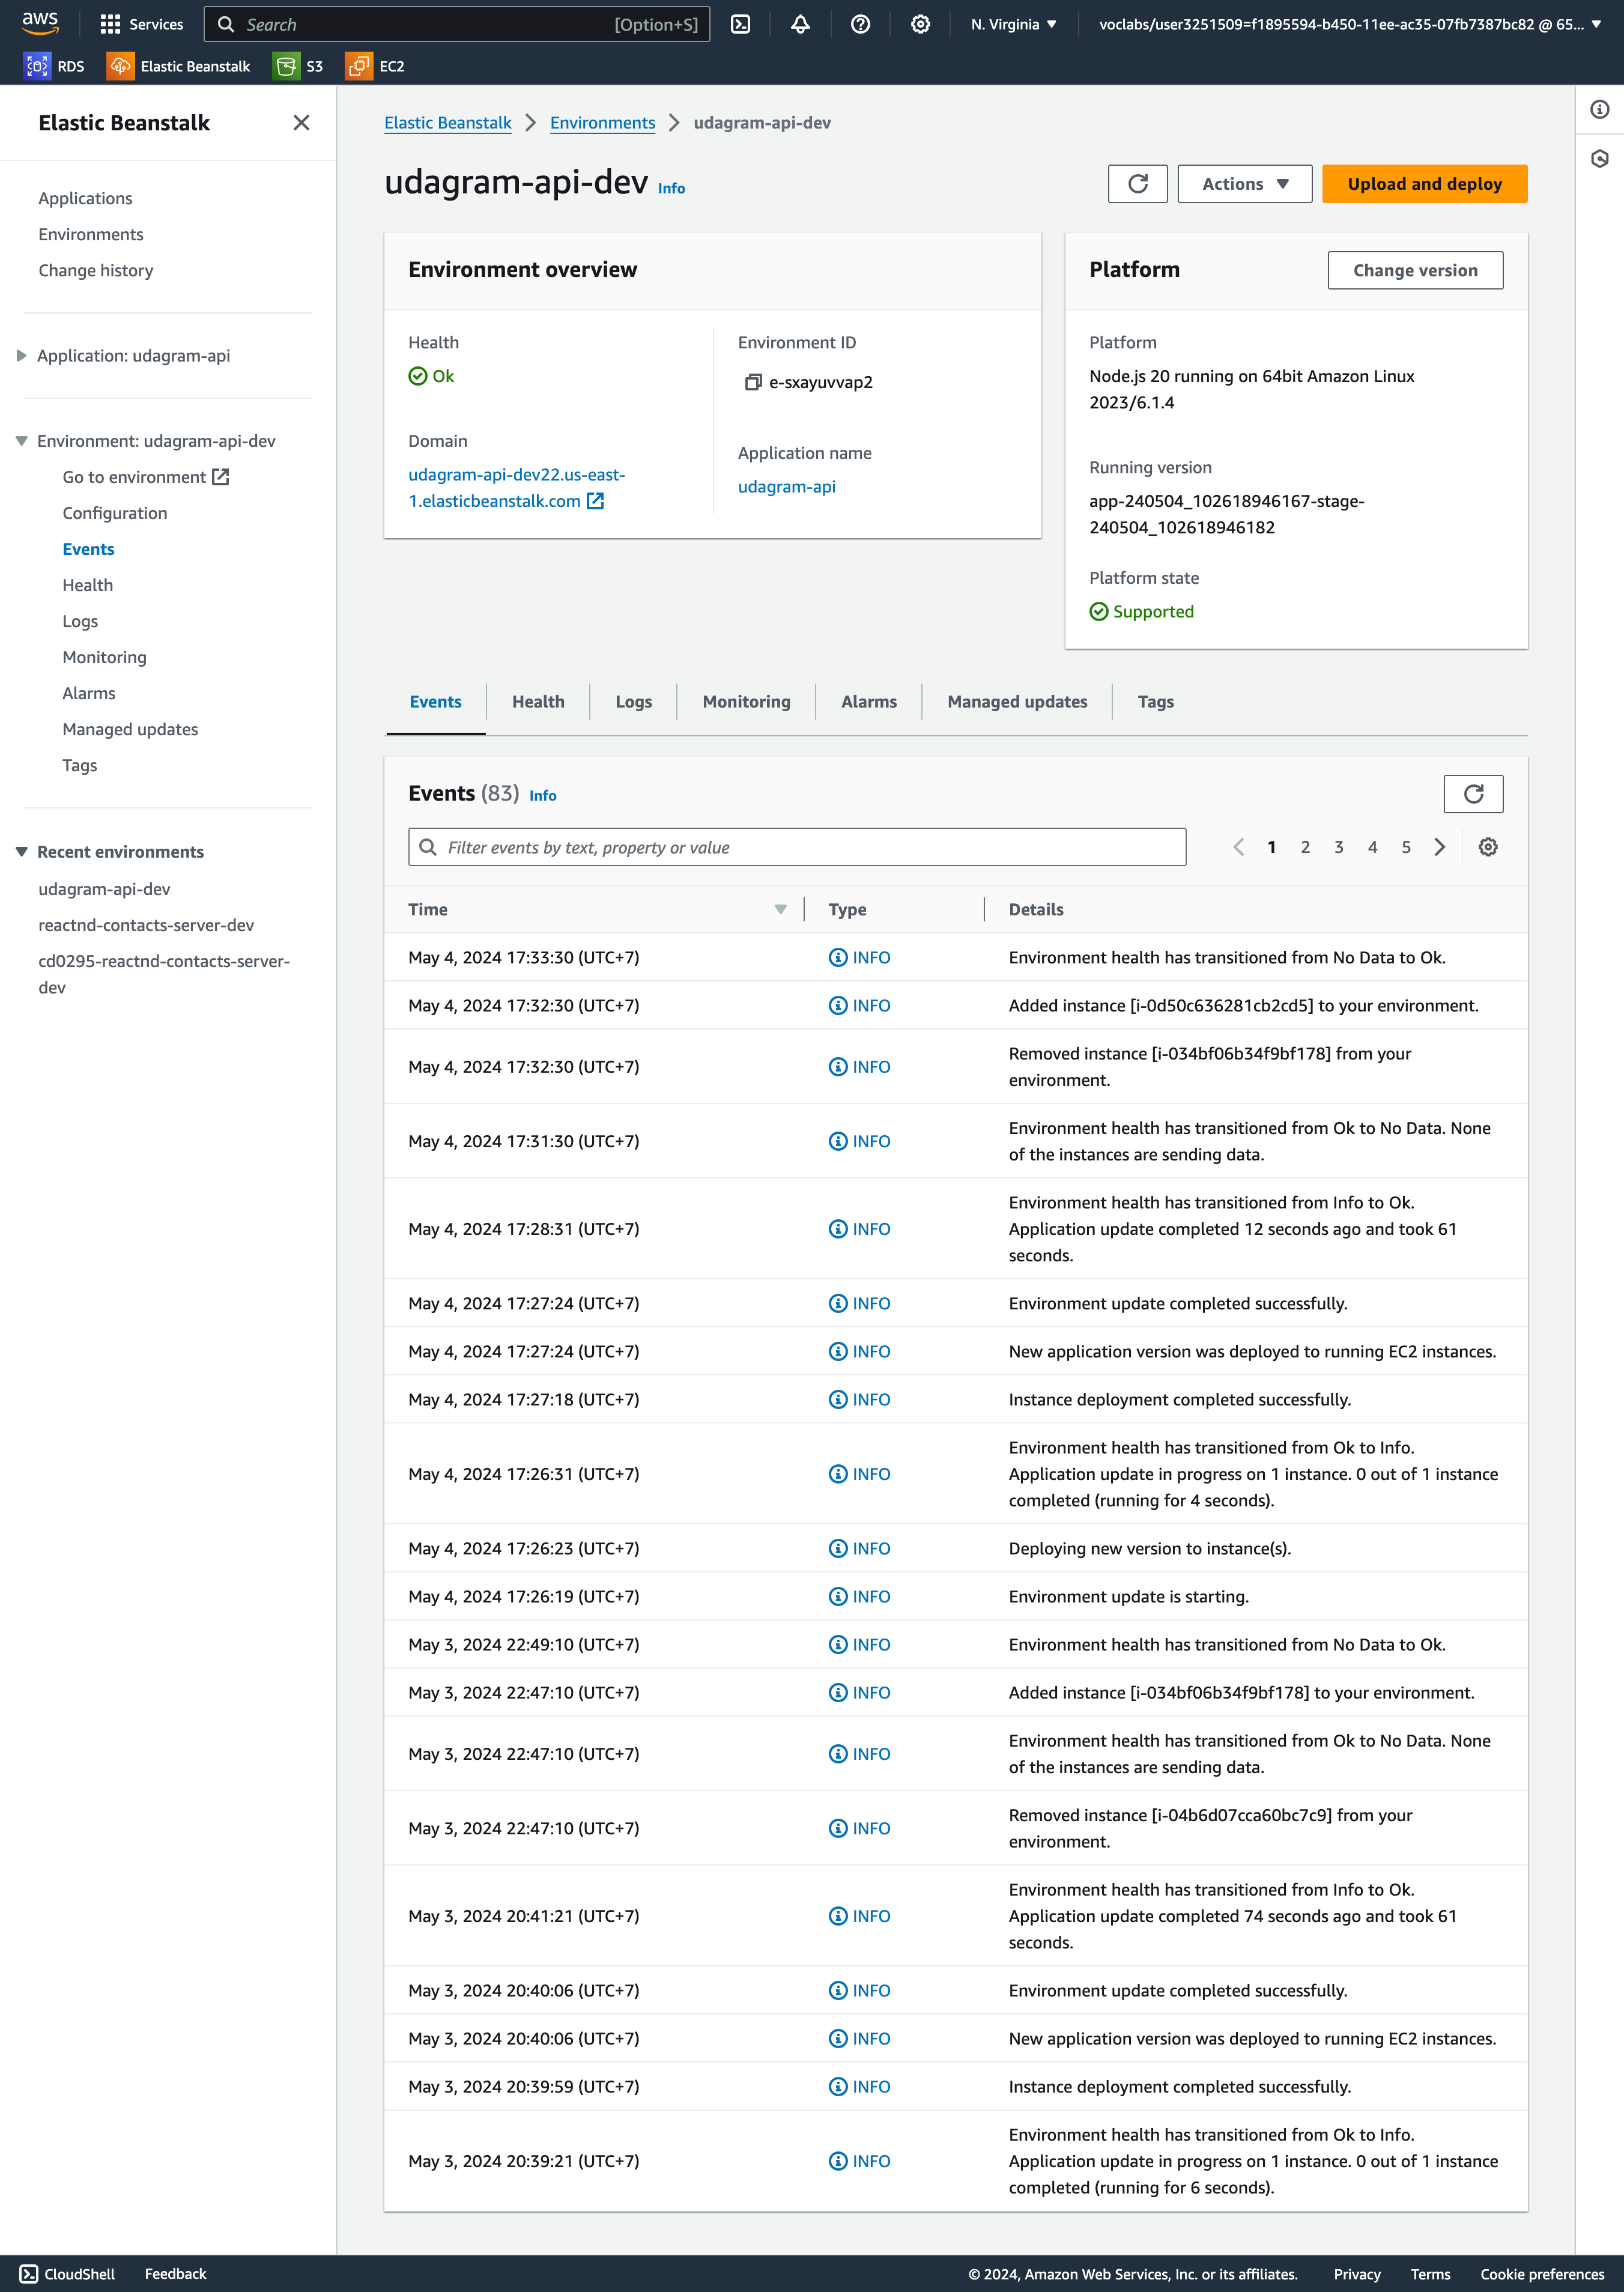 aws
Services
Search
[Option+S]
N. Virginia
voclabs/user3251509=f1895594-b450-11ee-ac35-07fb7387bc82 @ 65...
RDS
Elastic Beanstalk
S3
EC2
Elastic Beanstalk
Applications
Environments
Change history
Application: udagram-api
Environment: udagram-api-dev
Go to environment
Configuration
Events
Health
Logs
Monitoring
Alarms
Managed updates
Tags
Recent environments
udagram-api-dev
reactnd-contacts-server-dev
cd0295-reactnd-contacts-server-
dev
Elastic Beanstalk
Environments
udagram-api-dev
udagram-api-dev Info
Actions
Upload and deploy
Environment overview
Health
Ok
Domain
udagram-api-dev22.us-east-
1.elasticbeanstalk.com
Environment ID
e-sxayuvvap2
Application name
udagram-api
Platform
Change version
Platform
Node.js 20 running on 64bit Amazon Linux
2023/6.1.4
Running version
app-240504_102618946167-stage-
240504_102618946182
Platform state
Supported
Events
Health
Logs
Monitoring
Alarms
Managed updates
Tags
Events (83) Info
Filter events by text, property or value
1 2 3 4 5
Time Type Details
May 4, 2024 17:33:30 (UTC+7) INFO Environment health has transitioned from No Data to Ok.
May 4, 2024 17:32:30 (UTC+7) INFO Added instance [i-0d50c636281cb2cd5] to your environment.
May 4, 2024 17:32:30 (UTC+7) INFO Removed instance [i-034bf06b34f9bf178] from your
environment.
May 4, 2024 17:31:30 (UTC+7) INFO Environment health has transitioned from Ok to No Data. None
of the instances are sending data.
May 4, 2024 17:28:31 (UTC+7) INFO Environment health has transitioned from Info to Ok.
Application update completed 12 seconds ago and took 61
seconds.
May 4, 2024 17:27:24 (UTC+7) INFO Environment update completed successfully.
May 4, 2024 17:27:24 (UTC+7) INFO New application version was deployed to running EC2 instances.
May 4, 2024 17:27:18 (UTC+7) INFO Instance deployment completed successfully.
May 4, 2024 17:26:31 (UTC+7) INFO Environment health has transitioned from Ok to Info.
Application update in progress on 1 instance. 0 out of 1 instance
completed (running for 4 seconds).
May 4, 2024 17:26:23 (UTC+7) INFO Deploying new version to instance(s).
May 4, 2024 17:26:19 (UTC+7) INFO Environment update is starting.
May 3, 2024 22:49:10 (UTC+7) INFO Environment health has transitioned from No Data to Ok.
May 3, 2024 22:47:10 (UTC+7) INFO Added instance [i-034bf06b34f9bf178] to your environment.
May 3, 2024 22:47:10 (UTC+7) INFO Environment health has transitioned from Ok to No Data. None
of the instances are sending data.
May 3, 2024 22:47:10 (UTC+7) INFO Removed instance [i-04b6d07cca60bc7c9] from your
environment.
May 3, 2024 20:41:21 (UTC+7) INFO Environment health has transitioned from Info to Ok.
Application update completed 74 seconds ago and took 61
seconds.
May 3, 2024 20:40:06 (UTC+7) INFO Environment update completed successfully.
May 3, 2024 20:40:06 (UTC+7) INFO New application version was deployed to running EC2 instances.
May 3, 2024 20:39:59 (UTC+7) INFO Instance deployment completed successfully.
May 3, 2024 20:39:21 (UTC+7) INFO Environment health has transitioned from Ok to Info.
Application update in progress on 1 instance. 0 out of 1 instance
completed (running for 6 seconds).
CloudShell
Feedback
© 2024, Amazon Web Services, Inc. or its affiliates.
Privacy
Terms
Cookie preferences